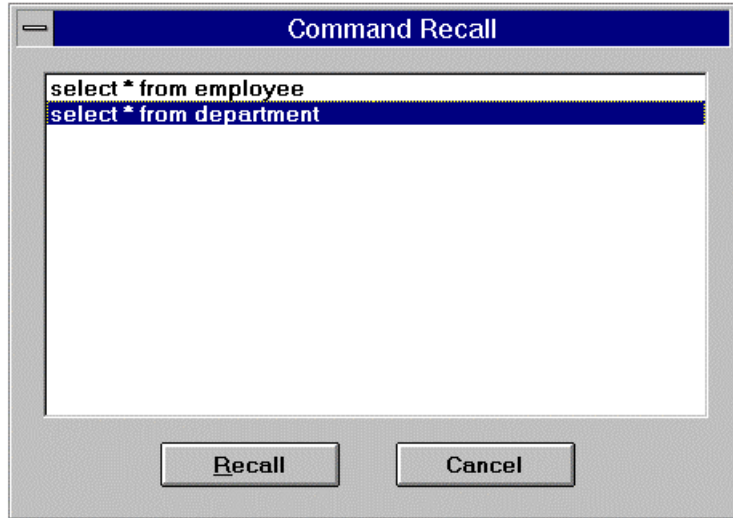 Command Recall
select * from employee
select * from department
Recall
Cancel